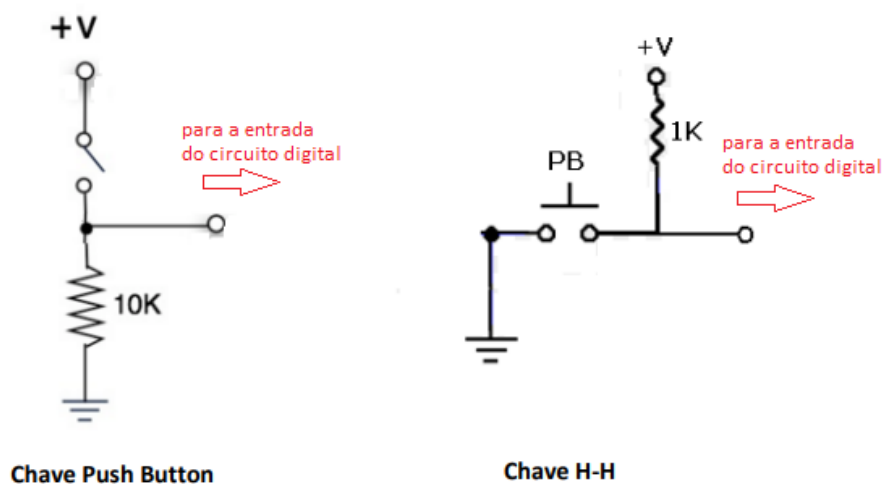 +V
para a entrada
do circuito digital
10K
Chave Push Button
+V
1K
PB
para a entrada
do circuito digital
Chave H-H